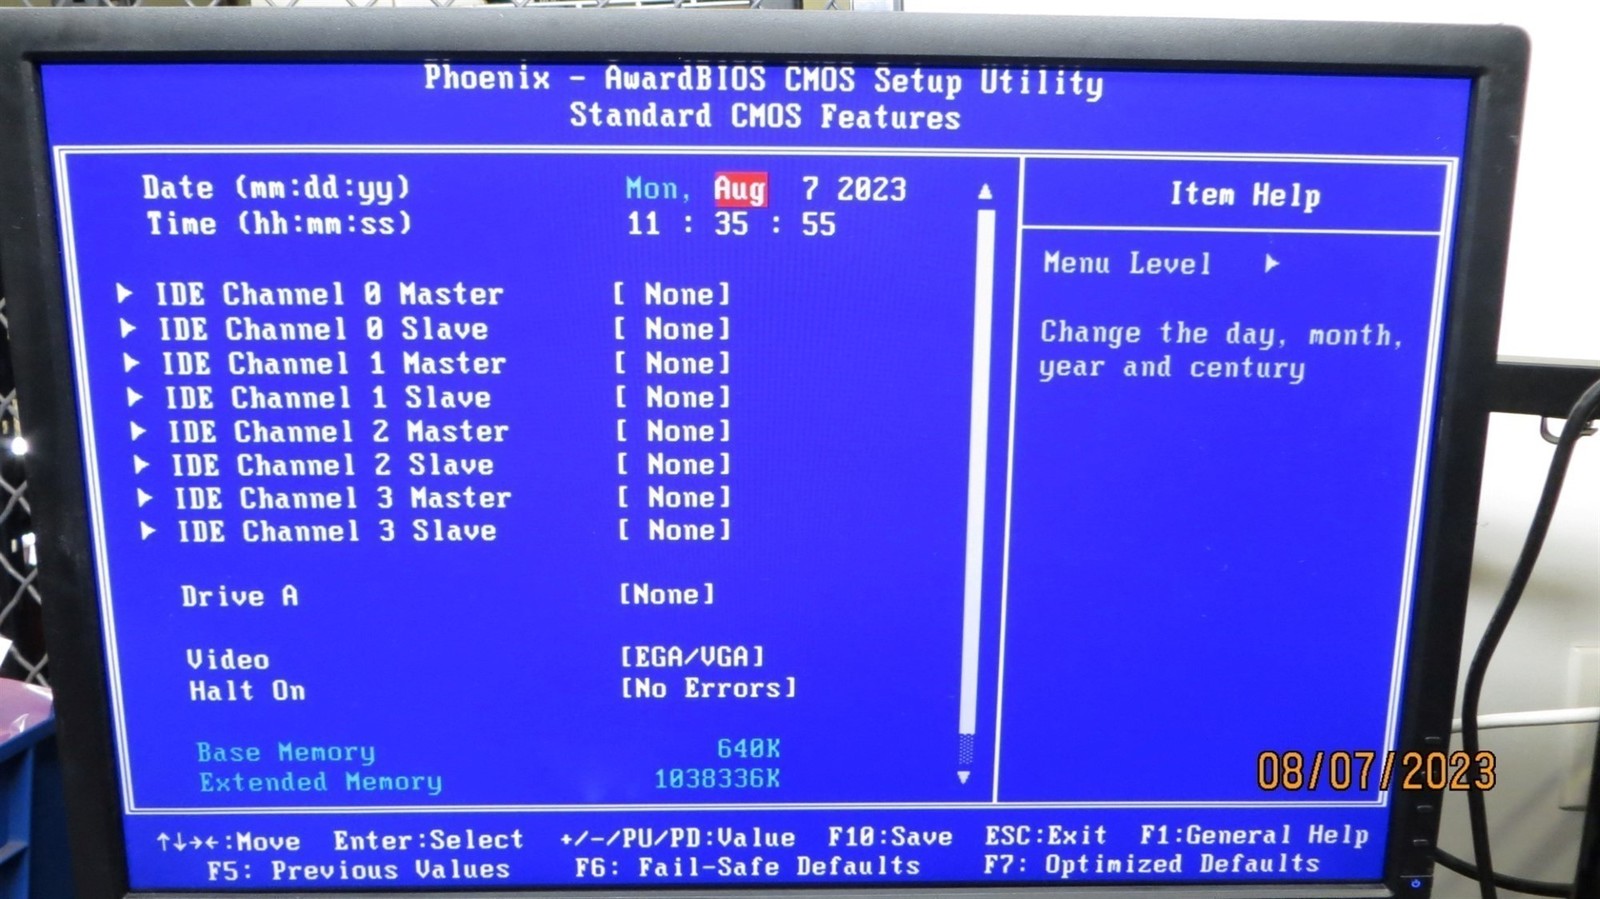 Phoenix - AwardBIOS CMOS Setup Utility
Standard CMOS Features
Date (mm:dd:yy) Mon, Aug 7 2023
Time (hh:mm:ss) 11 : 35 : 55
IDE Channel 0 Master [ None]
IDE Channel 0 Slave [ None]
IDE Channel 1 Master [ None]
IDE Channel 1 Slave [ None]
IDE Channel 2 Master [ None]
IDE Channel 2 Slave [ None]
IDE Channel 3 Master [ None]
IDE Channel 3 Slave [ None]
Drive A [None]
Video [EGA/VGA]
Halt On [No Errors]
Base Memory 640K
Extended Memory 1038336K
Item Help
Menu Level
Change the day, month,
year and century
↑↓→←:Move Enter:Select +/-/PU/PD:Value F10:Save ESC:Exit F1:General Help
F5: Previous Values F6: Fail-Safe Defaults F7: Optimized Defaults
08/07/2023